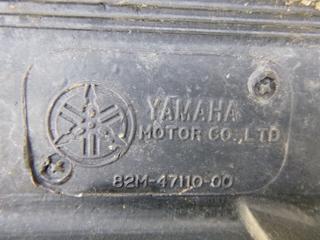 YAMAHA
MOTOR CO., LTD
82M-47110-00